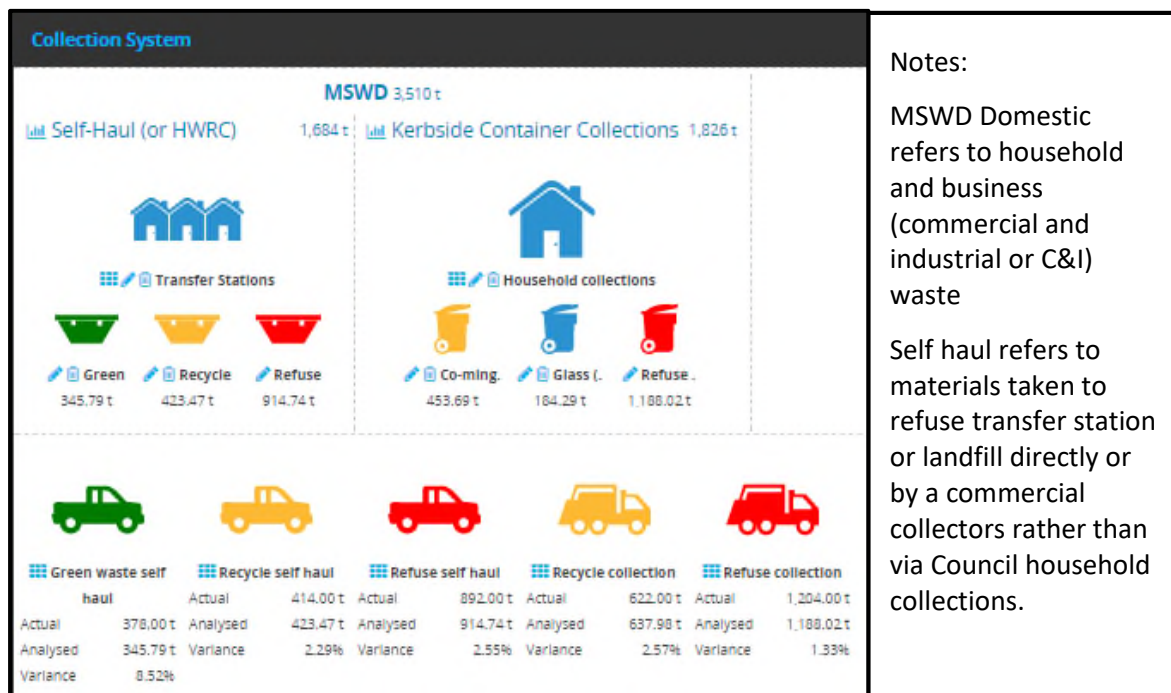 Collection System
MSWD 3,510 t
Self-Haul (or HWRC) 1,684 t
Kerbside Container Collections 1,826 t
Transfer Stations
Household collections
Green
345.79 t
Recycle
423.47 t
Refuse
914.74 t
Co-ming.
453.69 t
Glass (.
184.29 t
Refuse .
1,188.02 t
Green waste self
haul
Actual 378.00 t
Analysed 345.79 t
Variance 8.52%
Recycle self haul
Actual 414.00 t
Analysed 423.47 t
Variance 2.29%
Refuse self haul
Actual 892.00 t
Analysed 914.74 t
Variance 2.55%
Recycle collection
Actual 622.00 t
Analysed 637.98 t
Variance 2.57%
Refuse collection
Actual 1,204.00 t
Analysed 1,188.02 t
Variance 1.33%
Notes:
MSWD Domestic
refers to household
and business
(commercial and
industrial or C&I)
waste
Self haul refers to
materials taken to
refuse transfer station
or landfill directly or
by a commercial
collectors rather than
via Council household
collections.